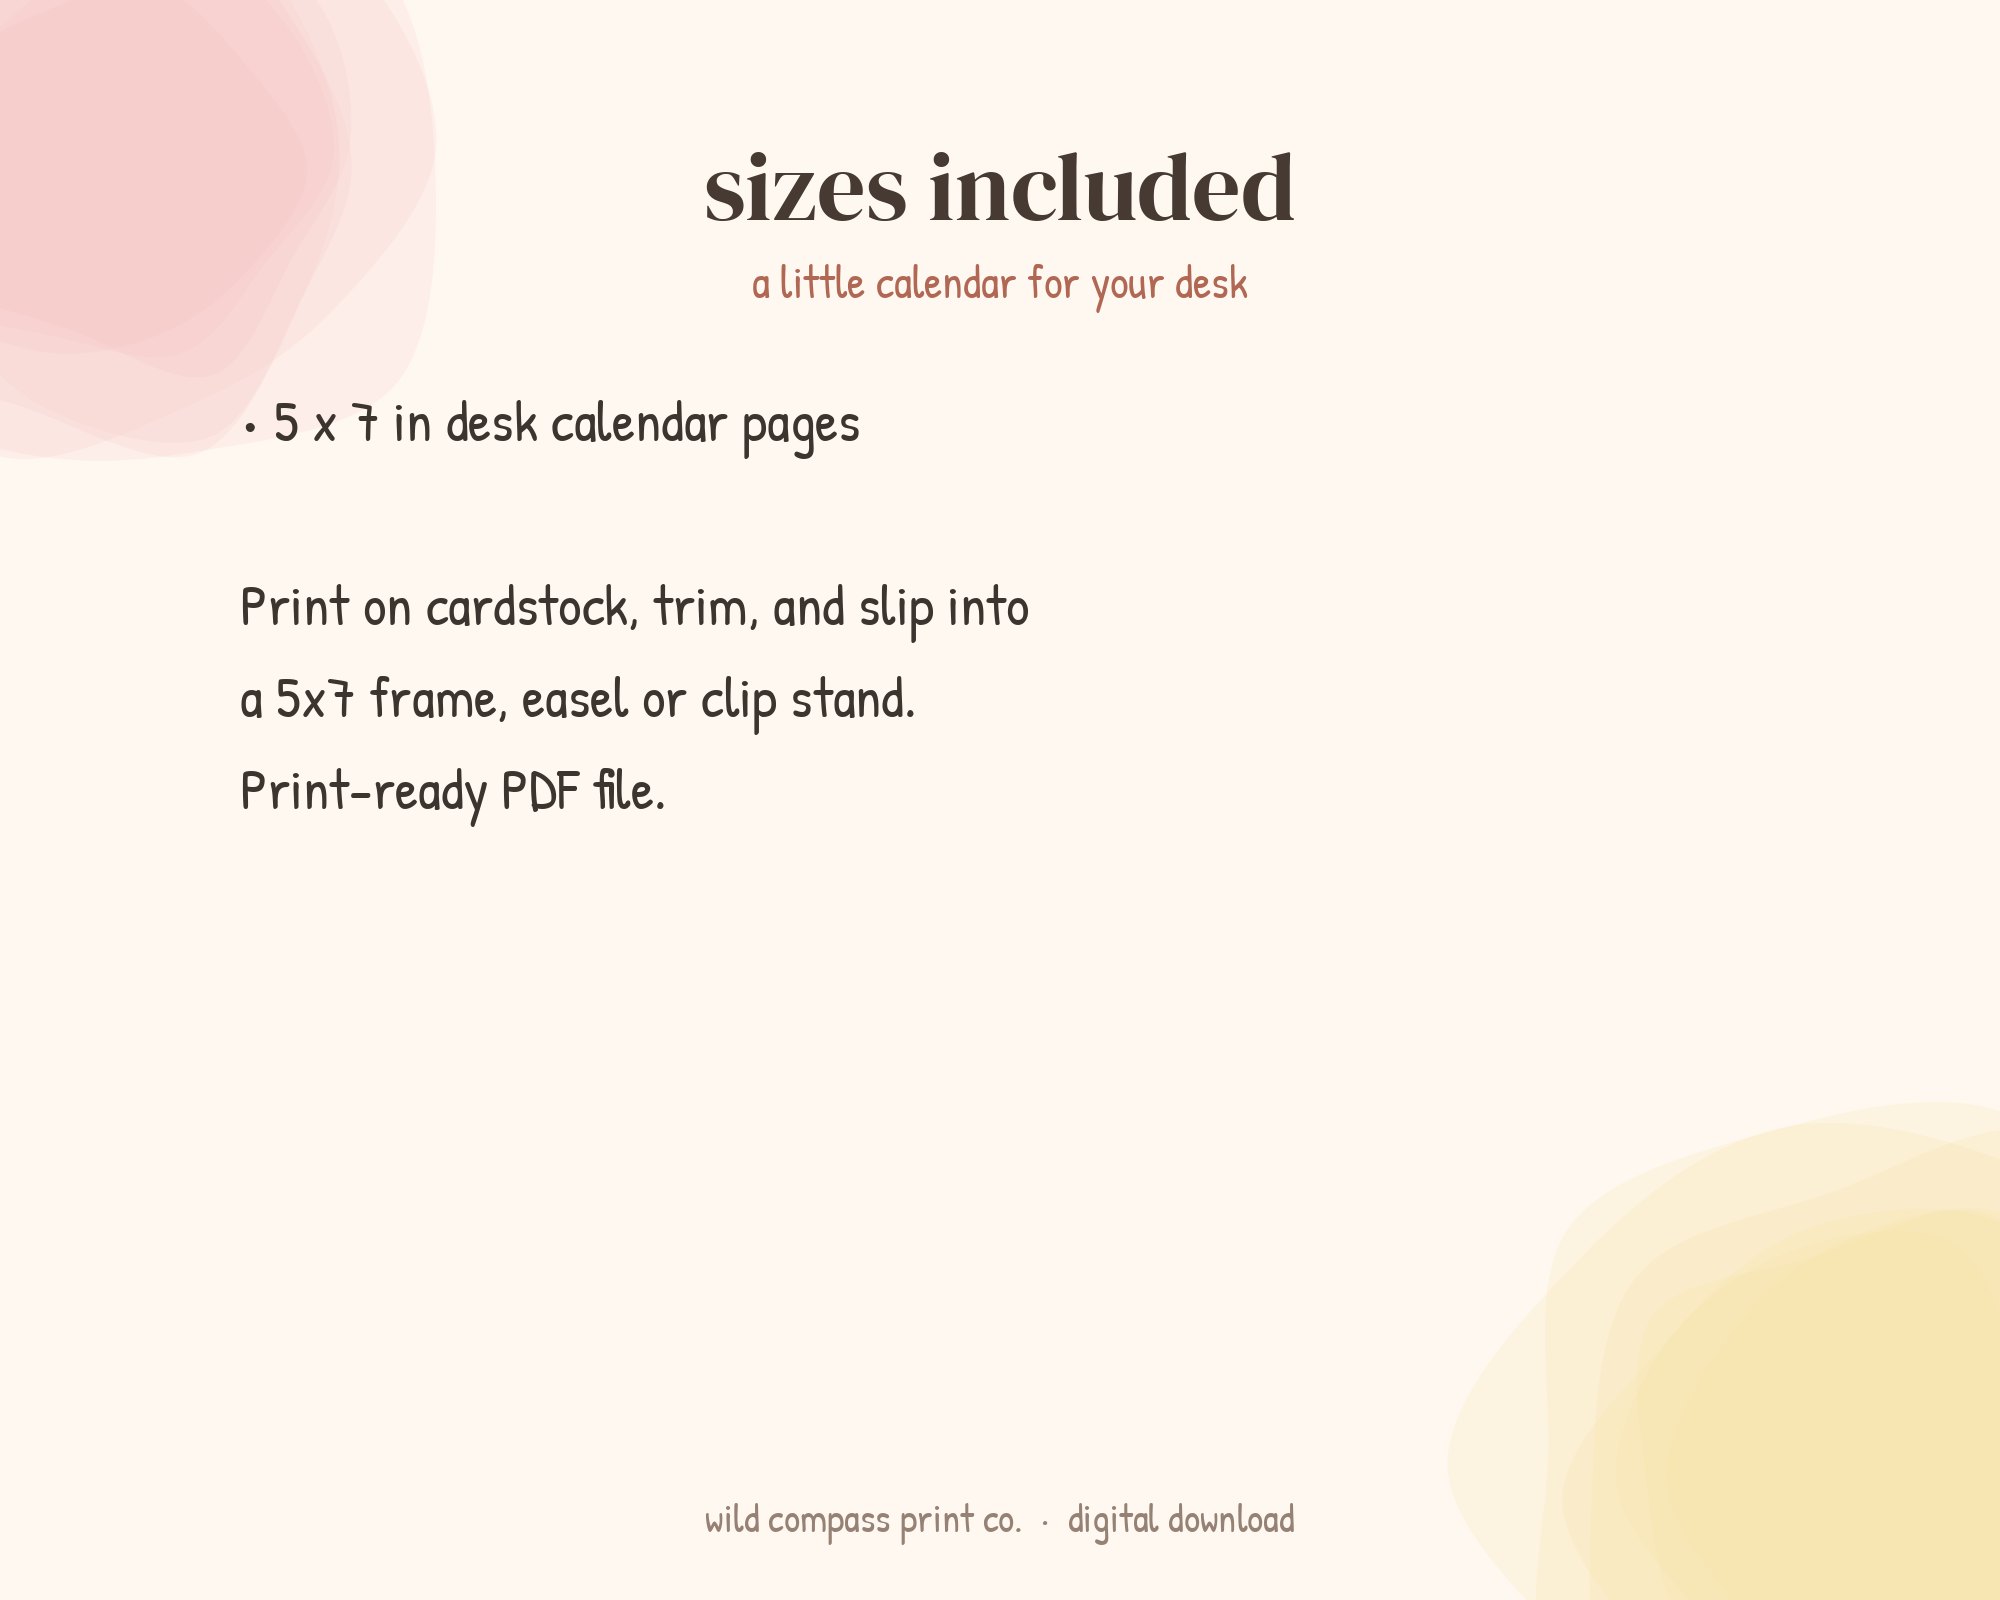 sizes included
a little calendar for your desk
· 5 x 7 in desk calendar pages
Print on cardstock, trim, and slip into
a 5x7 frame, easel or clip stand.
Print-ready PDF file.
wild compass print co. · digital download